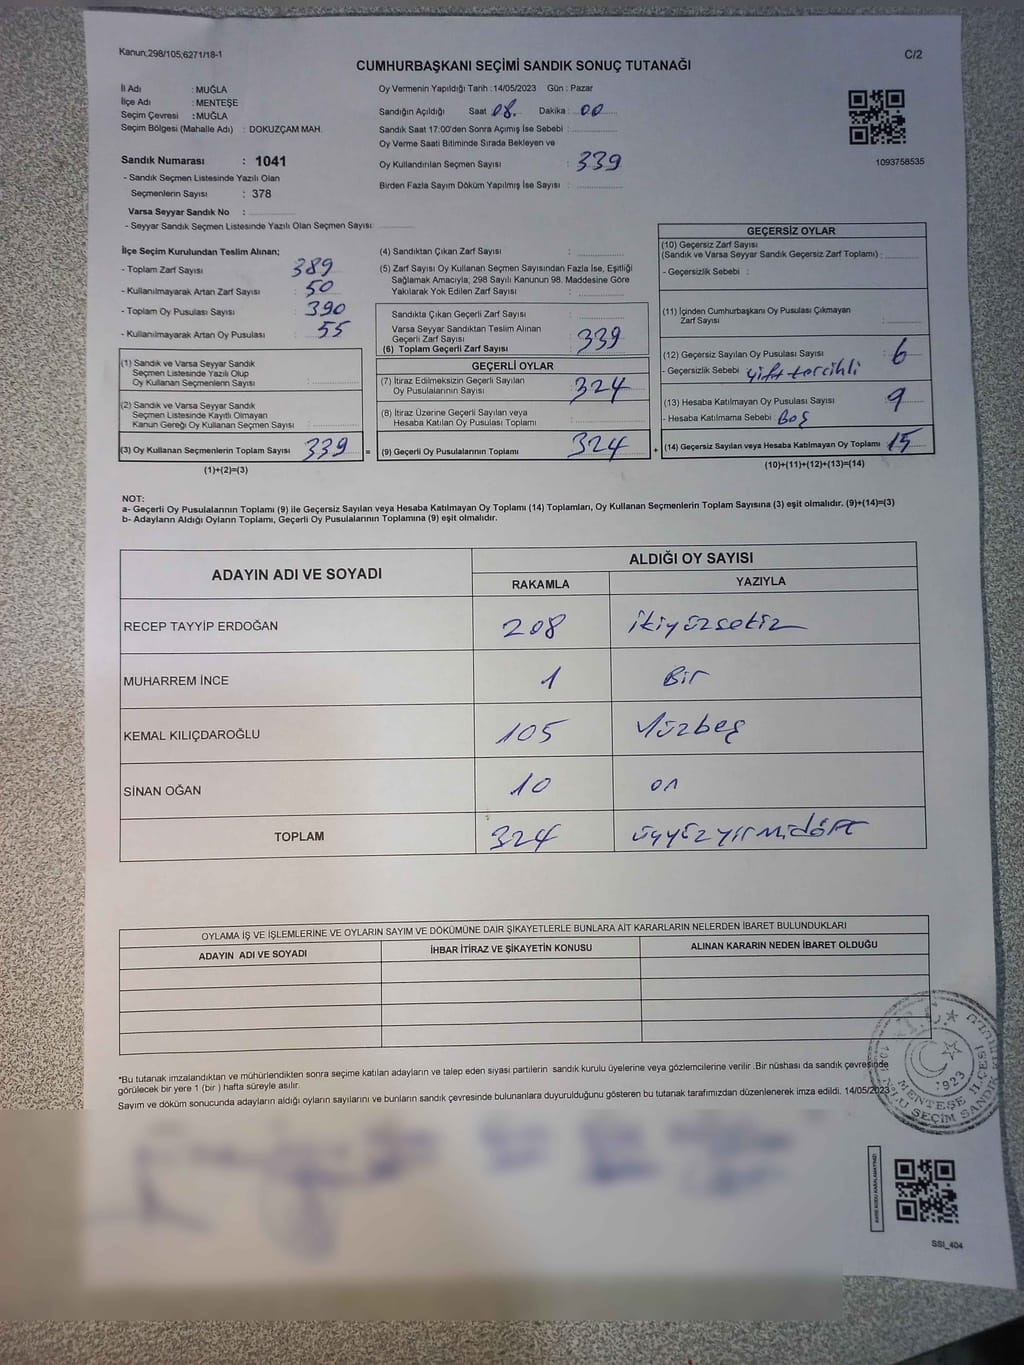 Kanun;298/105;6271/18-1
C/2
CUMHURBAŞKANI SEÇİMİ SANDIK SONUÇ TUTANAĞI
İl Adı : MUĞLA
İlçe Adı : MENTEŞE
Seçim Çevresi : MUĞLA
Seçim Bölgesi (Mahalle Adı) : DOKUZÇAM MAH.
Sandık Numarası : 1041
- Sandık Seçmen Listesinde Yazılı Olan
Seçmenlerin Sayısı : 378
Varsa Seyyar Sandık No :
- Seyyar Sandık Seçmen Listesinde Yazılı Olan Seçmen Sayısı:
Oy Vermenin Yapıldığı Tarih : 14/05/2023 Gün : Pazar
Sandığın Açıldığı Saat 08. Dakika : 00
Sandık Saat 17:00'den Sonra Açımış İse Sebebi :
Oy Verme Saati Bitiminde Sırada Bekleyen ve
Oy Kullandırılan Seçmen Sayısı : 339
Birden Fazla Sayım Döküm Yapılmış İse Sayısı :
1093758535
İlçe Seçim Kurulundan Teslim Alınan;
- Toplam Zarf Sayısı : 389
- Kullanılmayarak Artan Zarf Sayısı : 50
- Toplam Oy Pusulası Sayısı : 390
- Kullanılmayarak Artan Oy Pusulası : 55
(1) Sandık ve Varsa Seyyar Sandık
Seçmen Listesinde Yazılı Olup
Oy Kullanan Seçmenlerin Sayısı :
(2) Sandık ve Varsa Seyyar Sandık
Seçmen Listesinde Kayıtlı Olmayan
Kanun Gereği Oy Kullanan Seçmen Sayısı :
(3) Oy Kullanan Seçmenlerin Toplam Sayısı 339 =
(1)+(2)=(3)
(4) Sandıktan Çıkan Zarf Sayısı :
(5) Zarf Sayısı Oy Kullanan Seçmen Sayısından Fazla İse, Eşitliği
Sağlamak Amacıyla; 298 Sayılı Kanunun 98. Maddesine Göre
Yakılarak Yok Edilen Zarf Sayısı :
Sandıkta Çıkan Geçerli Zarf Sayısı :
Varsa Seyyar Sandıktan Teslim Alınan
Geçerli Zarf Sayısı :
(6) Toplam Geçerli Zarf Sayısı 339
GEÇERLİ OYLAR
(7) İtiraz Edilmeksizin Geçerli Sayılan
Oy Pusulalarının Sayısı : 324
(8) İtiraz Üzerine Geçerli Sayılan veya
Hesaba Katılan Oy Pusulası Toplamı :
(9) Geçerli Oy Pusulalarının Toplamı 324 +
GEÇERSİZ OYLAR
(10) Geçersiz Zarf Sayısı
(Sandık ve Varsa Seyyar Sandık Geçersiz Zarf Toplamı) :
- Geçersizlik Sebebi :
(11) İçinden Cumhurbaşkanı Oy Pusulası Çıkmayan
Zarf Sayısı :
(12) Geçersiz Sayılan Oy Pusulası Sayısı : 6
- Geçersizlik Sebebi : çift tercihli
(13) Hesaba Katılmayan Oy Pusulası Sayısı : 9
- Hesaba Katılmama Sebebi : Boş
(14) Geçersiz Sayılan veya Hesaba Katılmayan Oy Toplamı 15
(10)+(11)+(12)+(13)=(14)
NOT:
a- Geçerli Oy Pusulalarının Toplamı (9) ile Geçersiz Sayılan veya Hesaba Katılmayan Oy Toplamı (14) Toplamları, Oy Kullanan Seçmenlerin Toplam Sayısına (3) eşit olmalıdır. (9)+(14)=(3)
b- Adayların Aldığı Oyların Toplamı, Geçerli Oy Pusulalarının Toplamına (9) eşit olmalıdır.
ADAYIN ADI VE SOYADI
ALDIĞI OY SAYISI
RAKAMLA YAZIYLA
RECEP TAYYİP ERDOĞAN 208 ikiyüzsekiz
MUHARREM İNCE 1 Bir
KEMAL KILIÇDAROĞLU 105 Yüzbeş
SİNAN OĞAN 10 on
TOPLAM 324 üçyüzyirmidört
OYLAMA İŞ VE İŞLEMLERİNE VE OYLARIN SAYIM VE DÖKÜMÜNE DAİR ŞİKAYETLERLE BUNLARA AİT KARARLARIN NELERDEN İBARET BULUNDUKLARI
ADAYIN ADI VE SOYADI İHBAR İTİRAZ VE ŞİKAYETİN KONUSU ALINAN KARARIN NEDEN İBARET OLDUĞU
*Bu tutanak imzalandıktan ve mühürlendikten sonra seçime katılan adayların ve talep eden siyasi partilerin sandık kurulu üyelerine veya gözlemcilerine verilir .Bir nüshası da sandık çevresinde
görülecek bir yere 1 (bir ) hafta süreyle asılır.
Sayım ve döküm sonucunda adayların aldığı oyların sayılarını ve bunların sandık çevresinde bulunanlara duyurulduğunu gösteren bu tutanak tarafımızdan düzenlenerek imza edildi. 14/05/2023
1923
MENTEŞE İLÇESİ
SEÇİM SANDIK
SSI_404